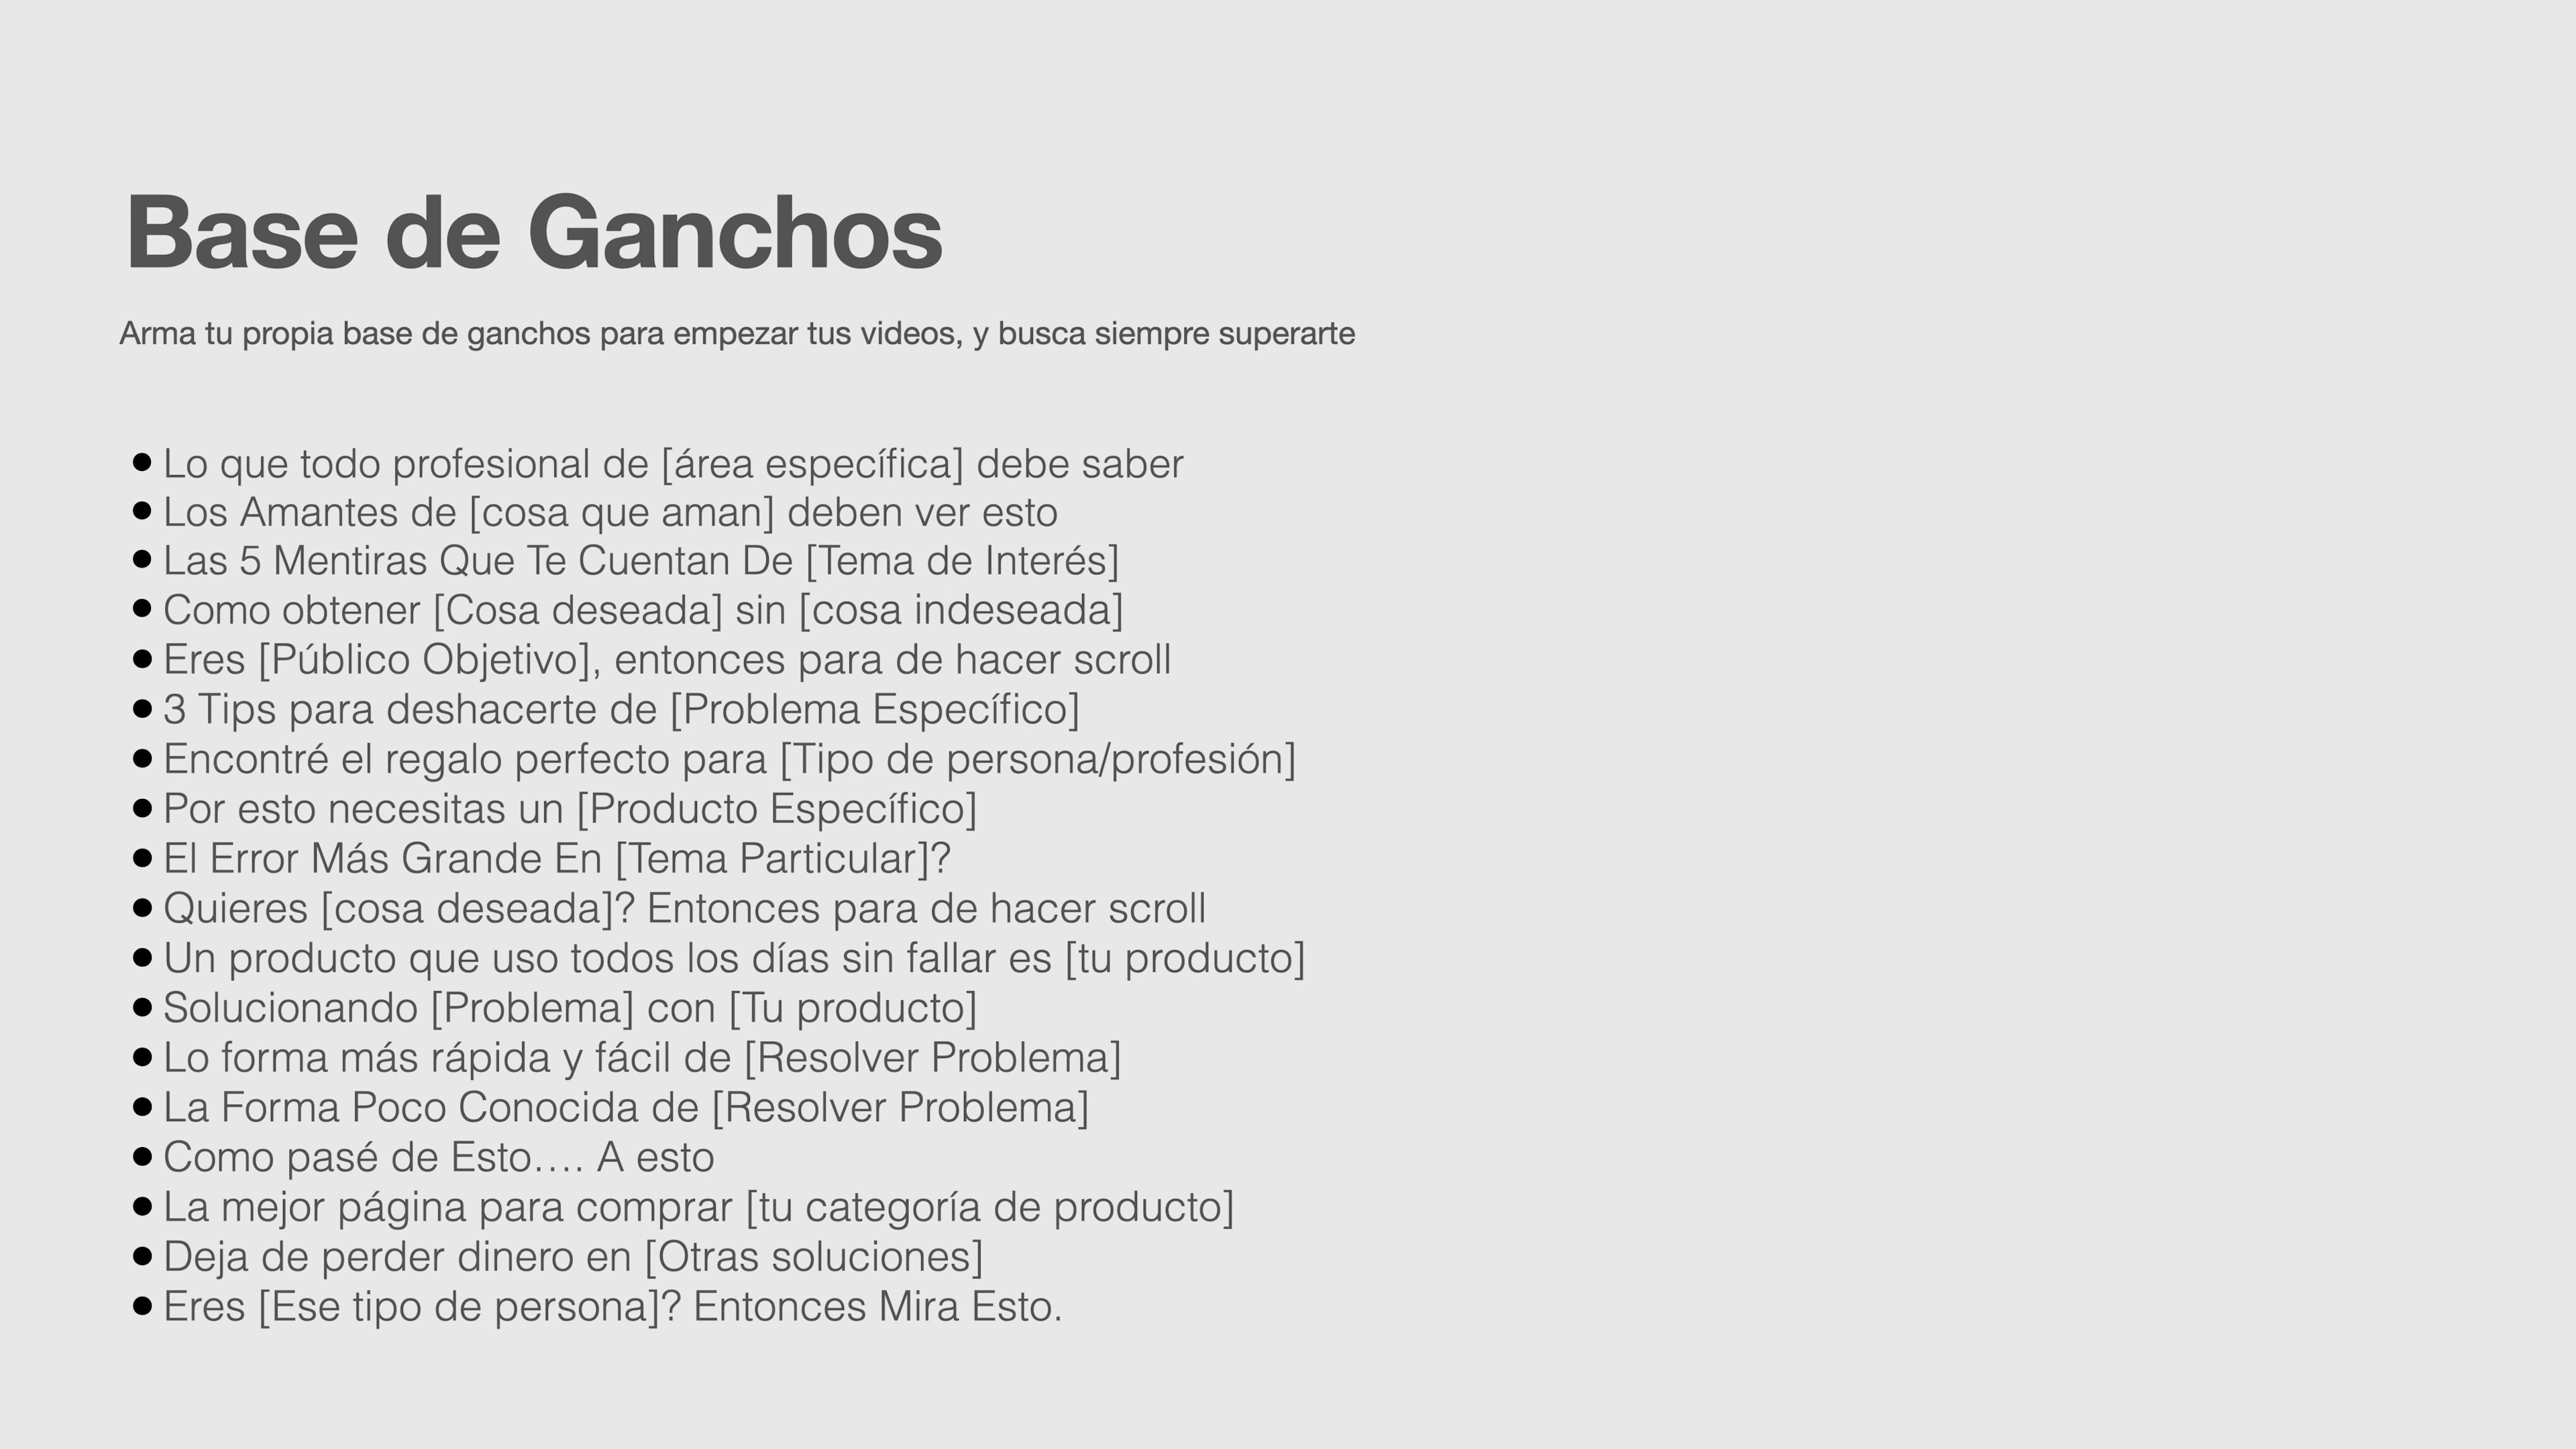 Base de Ganchos
Arma tu propia base de ganchos para empezar tus videos, y busca siempre superarte
• Lo que todo profesional de [área específica] debe saber
• Los Amantes de [cosa que aman] deben ver esto
• Las 5 Mentiras Que Te Cuentan De [Tema de Interés]
• Como obtener [Cosa deseada] sin [cosa indeseada]
• Eres [Público Objetivo], entonces para de hacer scroll
• 3 Tips para deshacerte de [Problema Específico]
• Encontré el regalo perfecto para [Tipo de persona/profesión]
• Por esto necesitas un [Producto Específico]
• El Error Más Grande En [Tema Particular]?
• Quieres [cosa deseada]? Entonces para de hacer scroll
• Un producto que uso todos los días sin fallar es [tu producto]
• Solucionando [Problema] con [Tu producto]
• Lo forma más rápida y fácil de [Resolver Problema]
• La Forma Poco Conocida de [Resolver Problema]
• Como pasé de Esto…. A esto
• La mejor página para comprar [tu categoría de producto]
• Deja de perder dinero en [Otras soluciones]
• Eres [Ese tipo de persona]? Entonces Mira Esto.